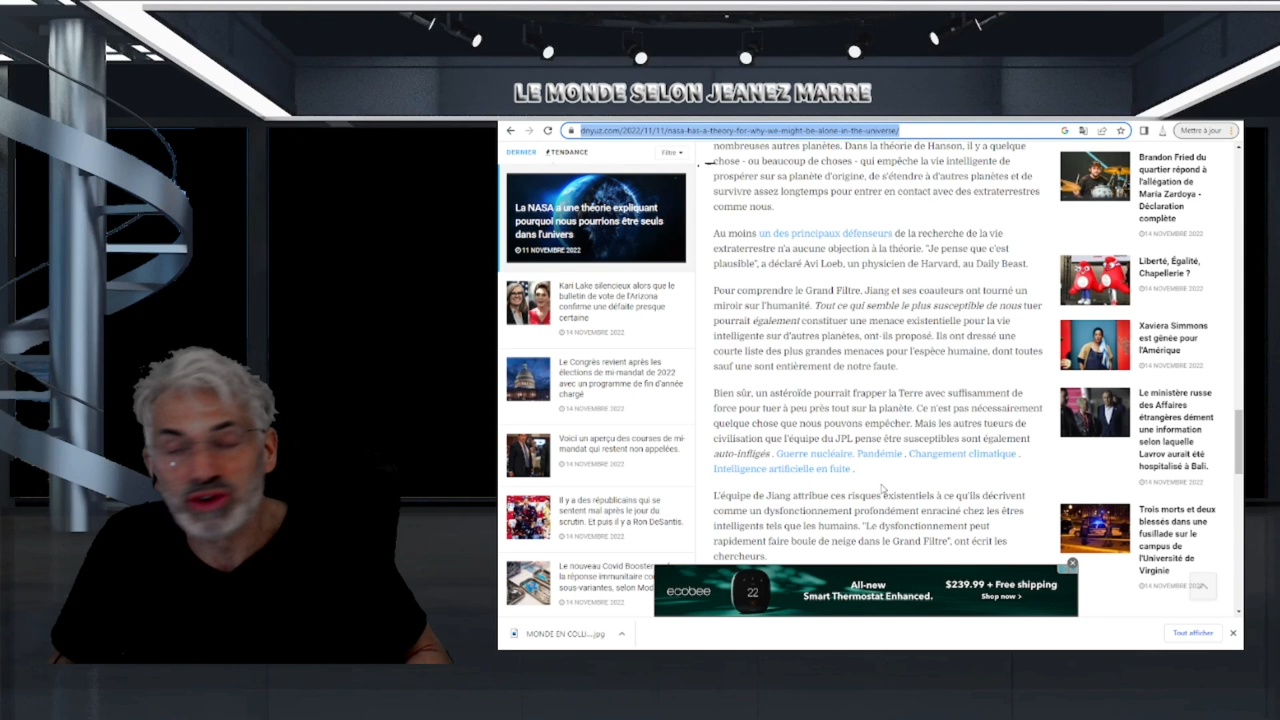 LE MONDE SELON JEANEZ MARRE
dnyuz.com/2022/11/11/nasa-has-a-theory-for-why-we-might-be-alone-in-the-universe/
Mettre à jour
DERNIER
TENDANCE
Filtre
La NASA a une théorie expliquant
pourquoi nous pourrions être seuls
dans l'univers
11 NOVEMBRE 2022
Kari Lake silencieux alors que le
bulletin de vote de l'Arizona
confirme une défaite presque
certaine
14 NOVEMBRE 2022
Le Congrès revient après les
élections de mi-mandat de 2022
avec un programme de fin d'année
chargé
14 NOVEMBRE 2022
Voici un aperçu des courses de mi-
mandat qui restent non appelées.
14 NOVEMBRE 2022
Il y a des républicains qui se
sentent mal après le jour du
scrutin. Et puis il y a Ron DeSantis.
14 NOVEMBRE 2022
Le nouveau Covid Booster
la réponse immunitaire
sous-variantes, selon
14 NOVEMBRE 2022
nombreuses autres planètes. Dans la théorie de Hanson, il y a quelque
chose - ou beaucoup de choses - qui empêche la vie intelligente de
prospérer sur sa planète d'origine, de s'étendre à d'autres planètes et de
survivre assez longtemps pour entrer en contact avec des extraterrestres
comme nous.
Au moins un des principaux défenseurs de la recherche de la vie
extraterrestre n'a aucune objection à la théorie. "Je pense que c'est
plausible", a déclaré Avi Loeb, un physicien de Harvard, au Daily Beast.
Pour comprendre le Grand Filtre, Jiang et ses coauteurs ont tourné un
miroir sur l'humanité. Tout ce qui semble le plus susceptible de nous tuer
pourrait également constituer une menace existentielle pour la vie
intelligente sur d'autres planètes, ont-ils proposé. Ils ont dressé une
courte liste des plus grandes menaces pour l'espèce humaine, dont toutes
sauf une sont entièrement de notre faute.
Bien sûr, un astéroïde pourrait frapper la Terre avec suffisamment de
force pour tuer à peu près tout sur la planète. Ce n'est pas nécessairement
quelque chose que nous pouvons empêcher. Mais les autres tueurs de
civilisation que l'équipe du JPL pense être susceptibles sont également
auto-infligés . Guerre nucléaire. Pandémie . Changement climatique .
Intelligence artificielle en fuite .
L'équipe de Jiang attribue ces risques existentiels à ce qu'ils décrivent
comme un dysfonctionnement profondément enraciné chez les êtres
intelligents tels que les humains. "Le dysfonctionnement peut
rapidement faire boule de neige dans le Grand Filtre", ont écrit les
chercheurs.
Brandon Fried du
quartier répond à
l'allégation de
Maria Zardoya -
Déclaration
complète
14 NOVEMBRE 2022
Liberté, Égalité,
Chapellerie ?
14 NOVEMBRE 2022
Xaviera Simmons
est gênée pour
l'Amérique
14 NOVEMBRE 2022
Le ministère russe
des Affaires
étrangères dément
une information
selon laquelle
Lavrov aurait été
hospitalisé à Bali.
14 NOVEMBRE 2022
Trois morts et deux
blessés dans une
fusillade sur le
campus de
l'Université de
Virginie
14 NOVEMBRE 2022
ecobee
22
All-new
Smart Thermostat Enhanced.
$239.99 + Free shipping
Shop now >
MONDE EN COLLI....jpg
Tout afficher